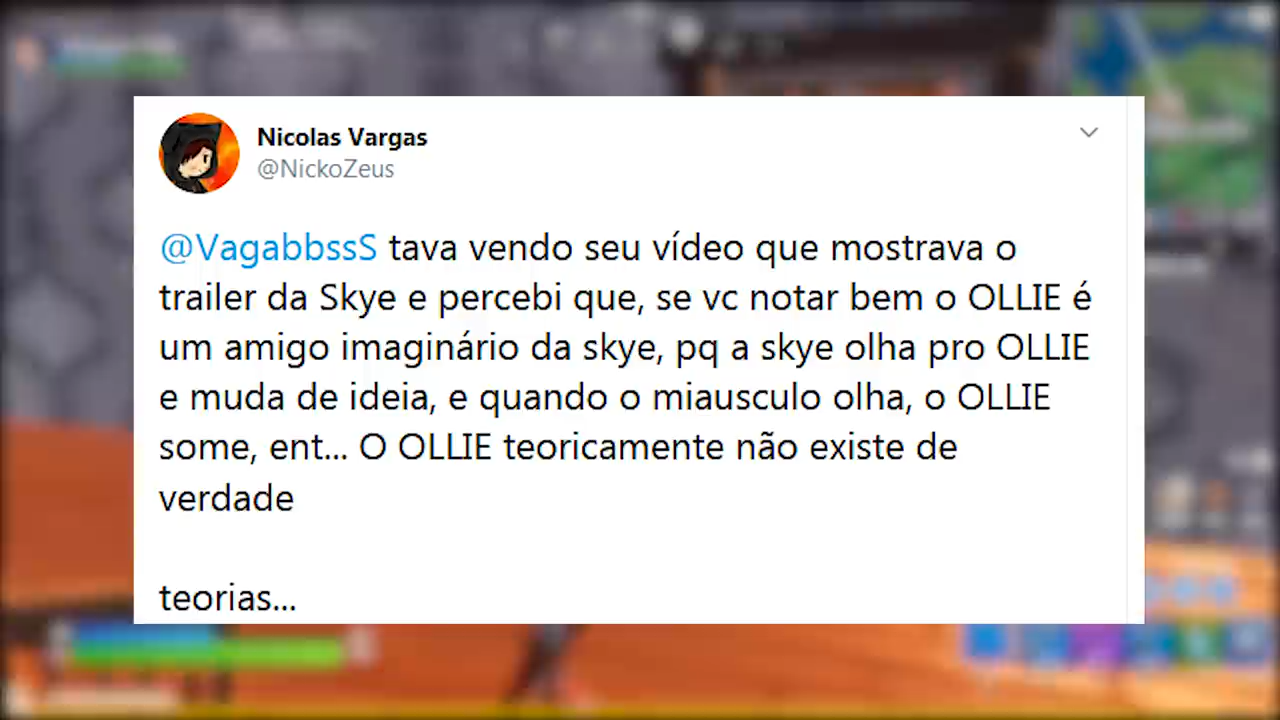 Nicolas Vargas
@NickoZeus
@VagabbssS tava vendo seu vídeo que mostrava o
trailer da Skye e percebi que, se vc notar bem o OLLIE é
um amigo imaginário da skye, pq a skye olha pro OLLIE
e muda de ideia, e quando o miausculo olha, o OLLIE
some, ent... O OLLIE teoricamente não existe de
verdade
teorias...